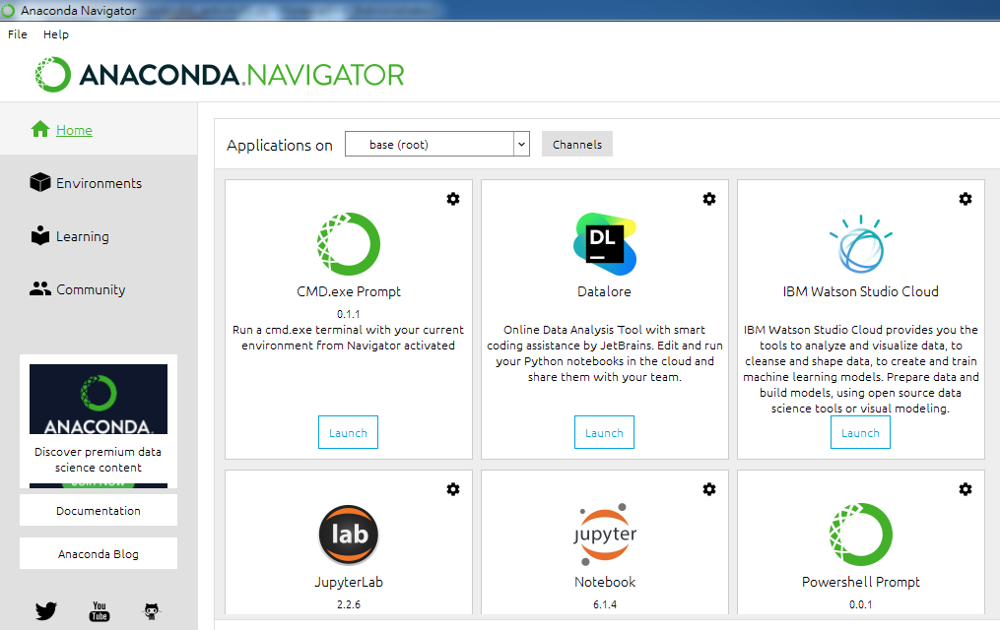 Anaconda Navigator
File Help
ANACONDA.NAVIGATOR
Home
Environments
Learning
Community
ANACONDA.
Discover premium data
science content
Documentation
Anaconda Blog
You
Tube
Applications on base (root) Channels
CMD.exe Prompt
0.1.1
Run a cmd.exe terminal with your current
environment from Navigator activated
Launch
DL
Datalore
Online Data Analysis Tool with smart
coding assistance by JetBrains. Edit and run
your Python notebooks in the cloud and
share them with your team.
Launch
IBM Watson Studio Cloud
IBM Watson Studio Cloud provides you the
tools to analyze and visualize data, to
cleanse and shape data, to create and train
machine learning models. Prepare data and
build models, using open source data
science tools or visual modeling.
Launch
lab
JupyterLab
2.2.6
jupyter
Notebook
6.1.4
Powershell Prompt
0.0.1